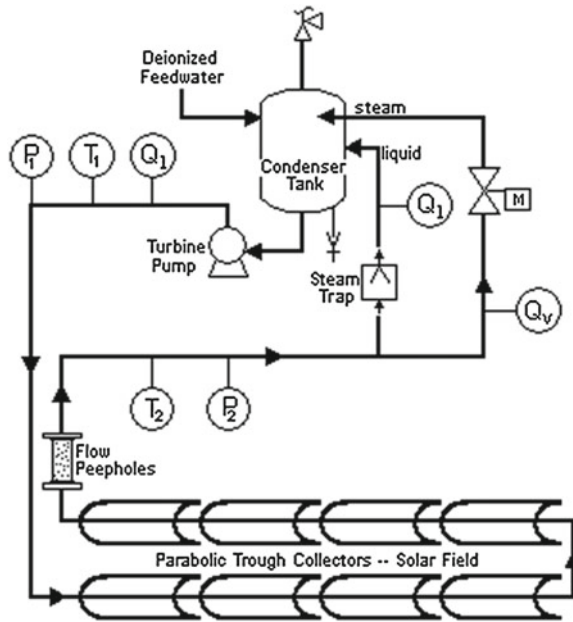 Deionized
Feedwater
steam
liquid
Condenser
Tank
P1
T1
Q1
Q1
M
Turbine
Pump
Steam
Trap
Qv
T2
P2
Flow
Peepholes
Parabolic Trough Collectors -- Solar Field